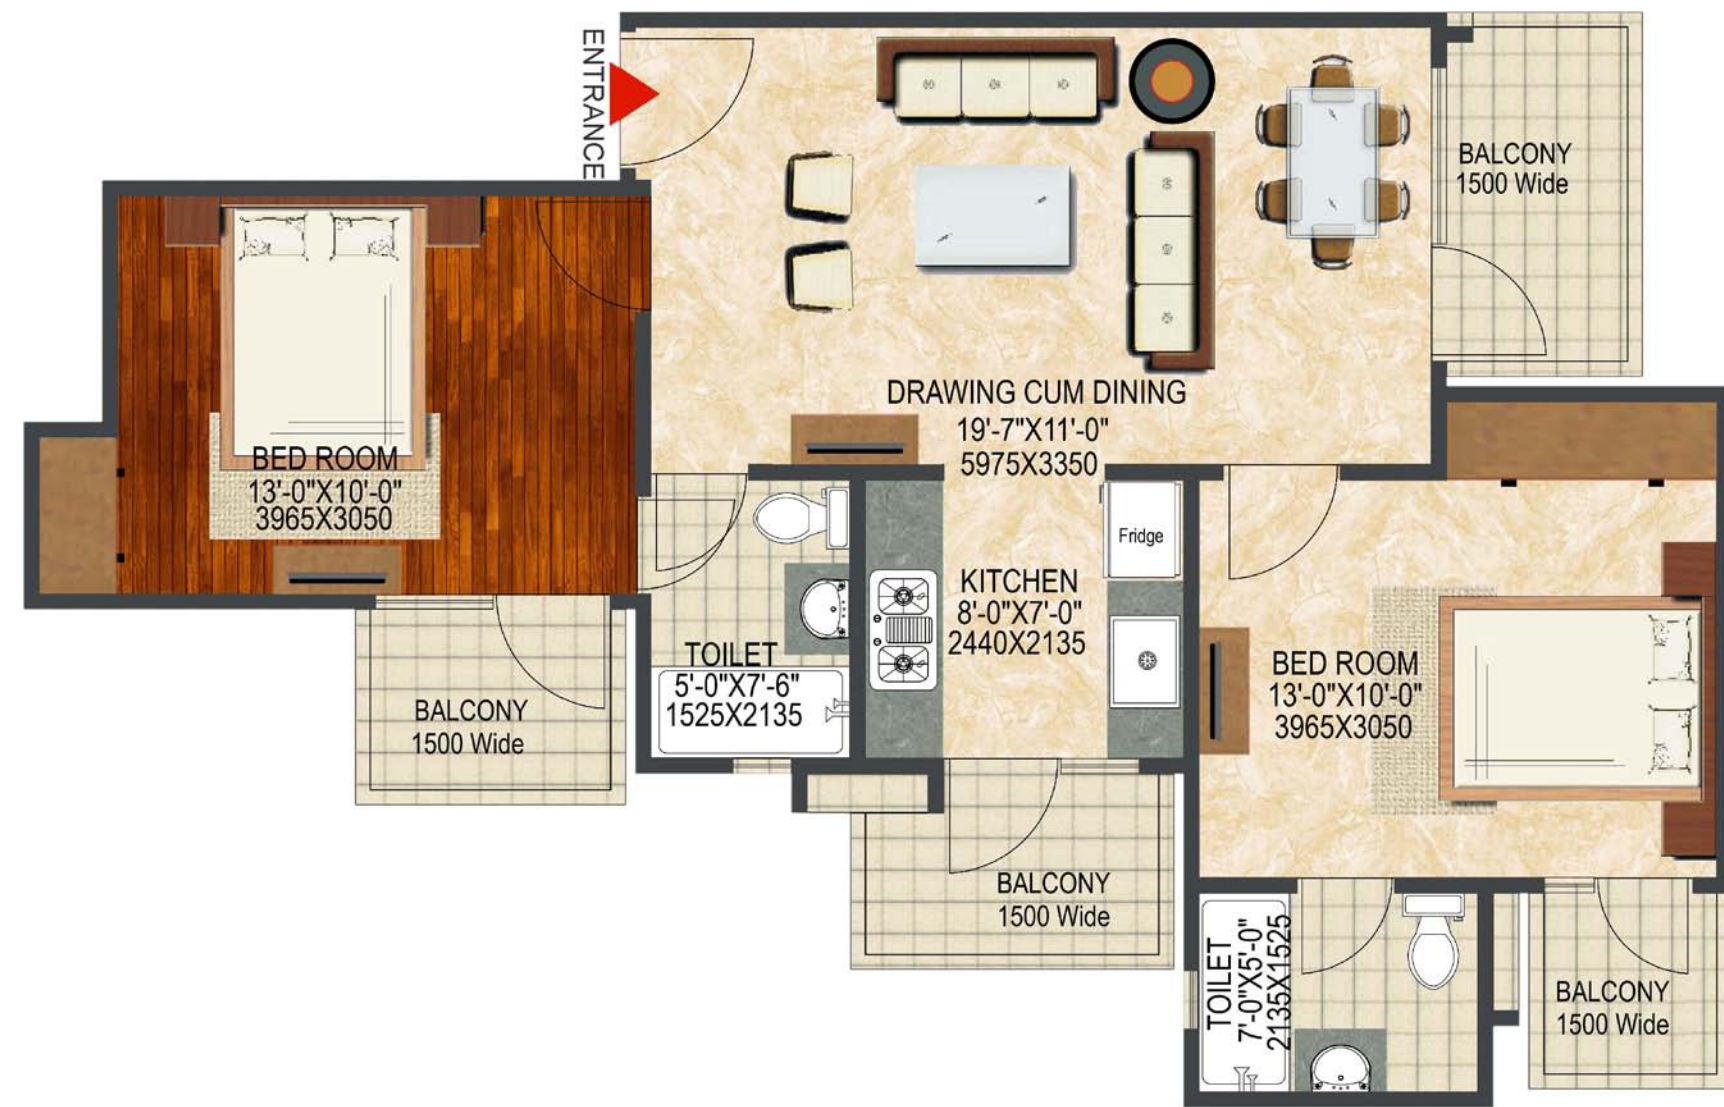 ENTRANCE
BALCONY
1500 Wide
DRAWING CUM DINING
19'-7"X11'-0"
5975X3350
BED ROOM
13'-0"X10'-0"
3965X3050
Fridge
KITCHEN
8'-0"X7'-0"
2440X2135
TOILET
5'-0"X7'-6"
1525X2135
BED ROOM
13'-0"X10'-0"
3965X3050
BALCONY
1500 Wide
BALCONY
1500 Wide
TOILET
7'-0"X5'-0"
2135X1525
BALCONY
1500 Wide